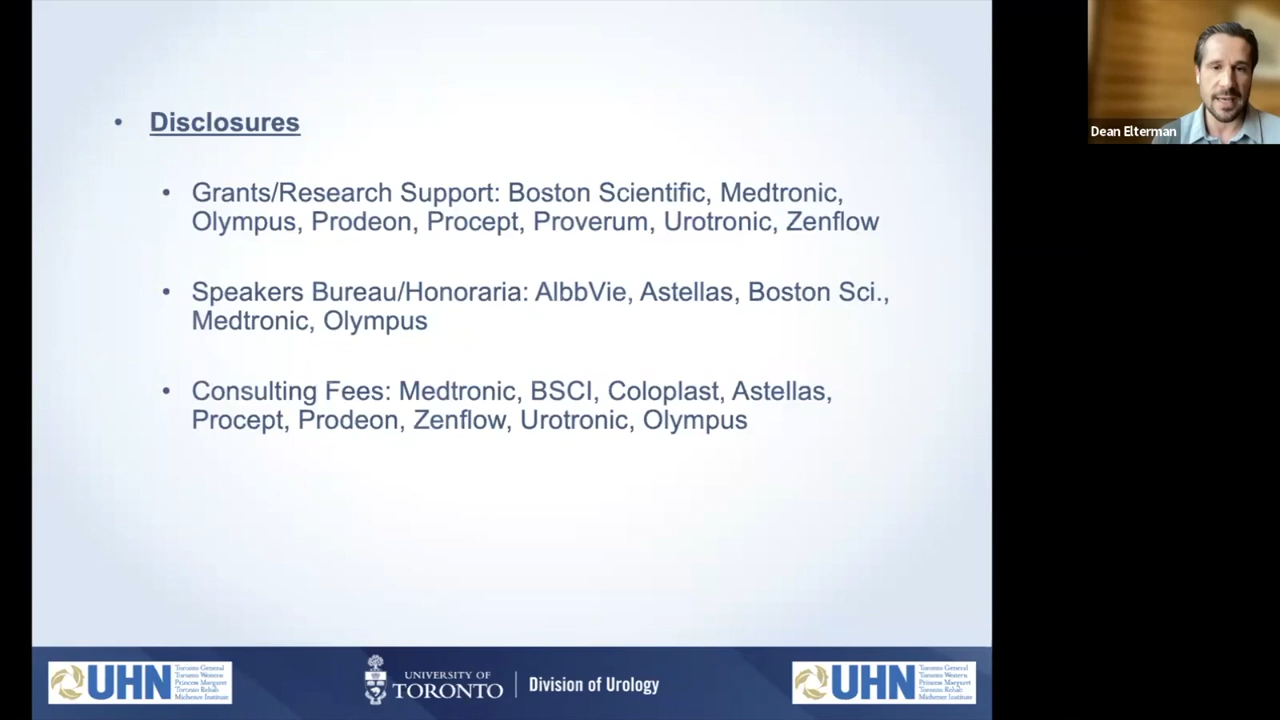 Disclosures
Grants/Research Support: Boston Scientific, Medtronic,
Olympus, Prodeon, Procept, Proverum, Urotronic, Zenflow
Speakers Bureau/Honoraria: AlbbVie, Astellas, Boston Sci.,
Medtronic, Olympus
Consulting Fees: Medtronic, BSCI, Coloplast, Astellas,
Procept, Prodeon, Zenflow, Urotronic, Olympus
Dean Elterman
UHN
Toronto General
Toronto Western
Princess Margaret
Toronto Rehab
Michener Institute
UNIVERSITY OF
TORONTO
Division of Urology
UHN
Toronto General
Toronto Western
Princess Margaret
Toronto Rehab
Michener Institute